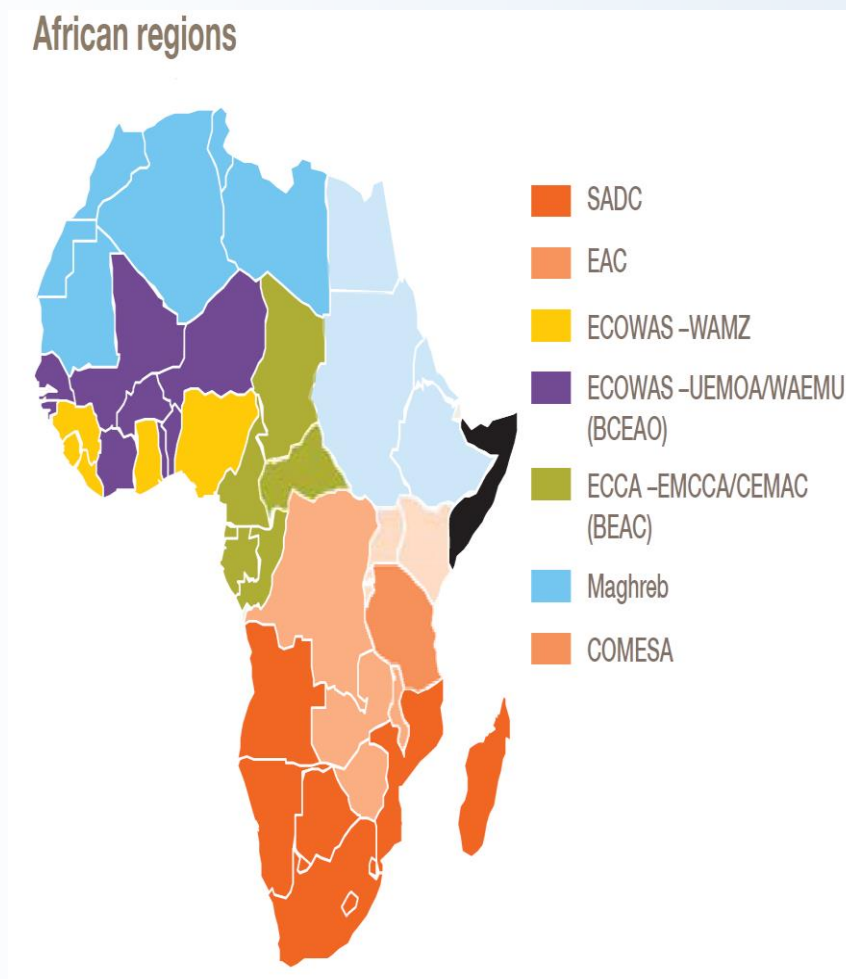 African regions
SADC
EAC
ECOWAS –WAMZ
ECOWAS –UEMOA/WAEMU
(BCEAO)
ECCA –EMCCA/CEMAC
(BEAC)
Maghreb
COMESA